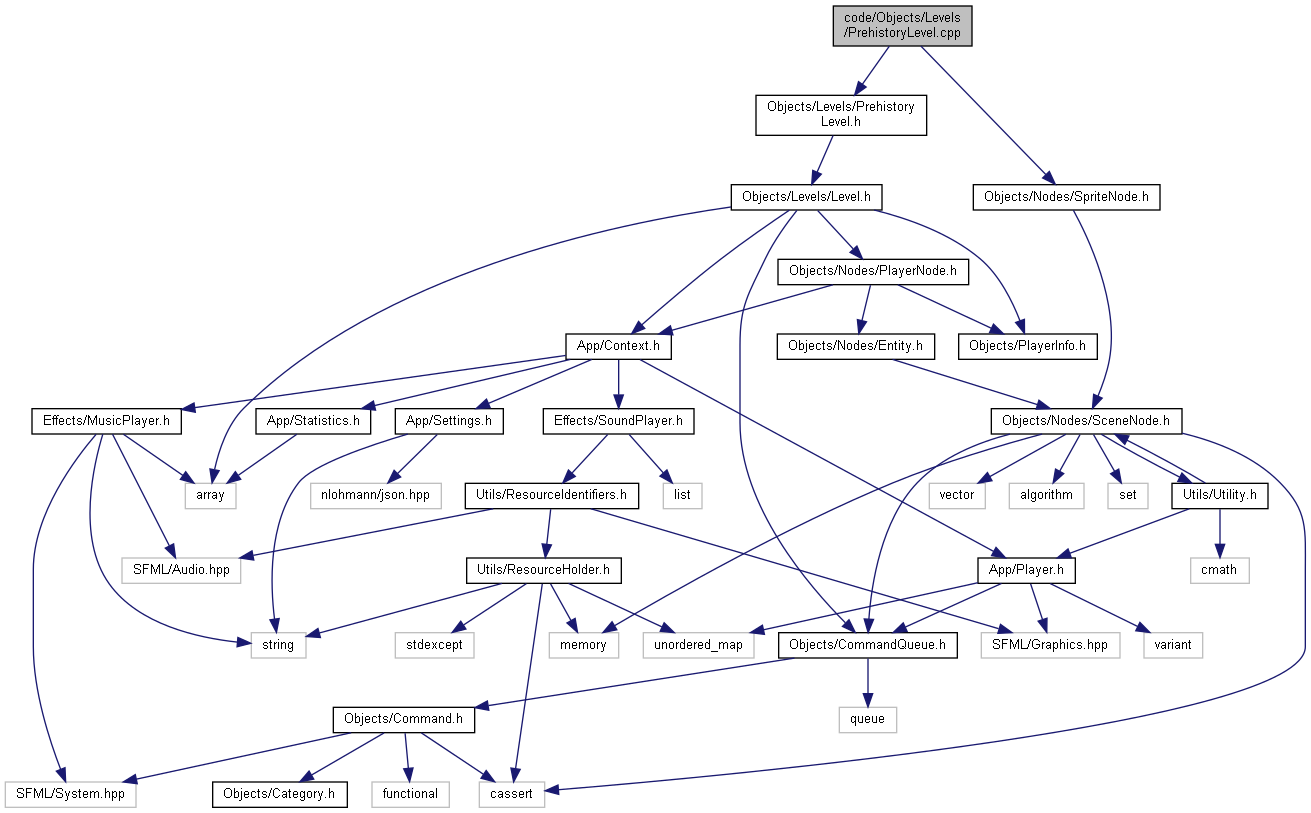 code/Objects/Levels
/PrehistoryLevel.cpp
Objects/Levels/Prehistory
Level.h
Objects/Levels/Level.h
Objects/Nodes/SpriteNode.h
Objects/Nodes/PlayerNode.h
App/Context.h
Objects/Nodes/Entity.h
Objects/PlayerInfo.h
Effects/MusicPlayer.h
App/Statistics.h
App/Settings.h
Effects/SoundPlayer.h
Objects/Nodes/SceneNode.h
array
nlohmann/json.hpp
Utils/ResourceIdentifiers.h
list
vector
algorithm
set
Utils/Utility.h
SFML/Audio.hpp
Utils/ResourceHolder.h
App/Player.h
cmath
string
stdexcept
memory
unordered_map
Objects/CommandQueue.h
SFML/Graphics.hpp
variant
Objects/Command.h
queue
SFML/System.hpp
Objects/Category.h
functional
cassert